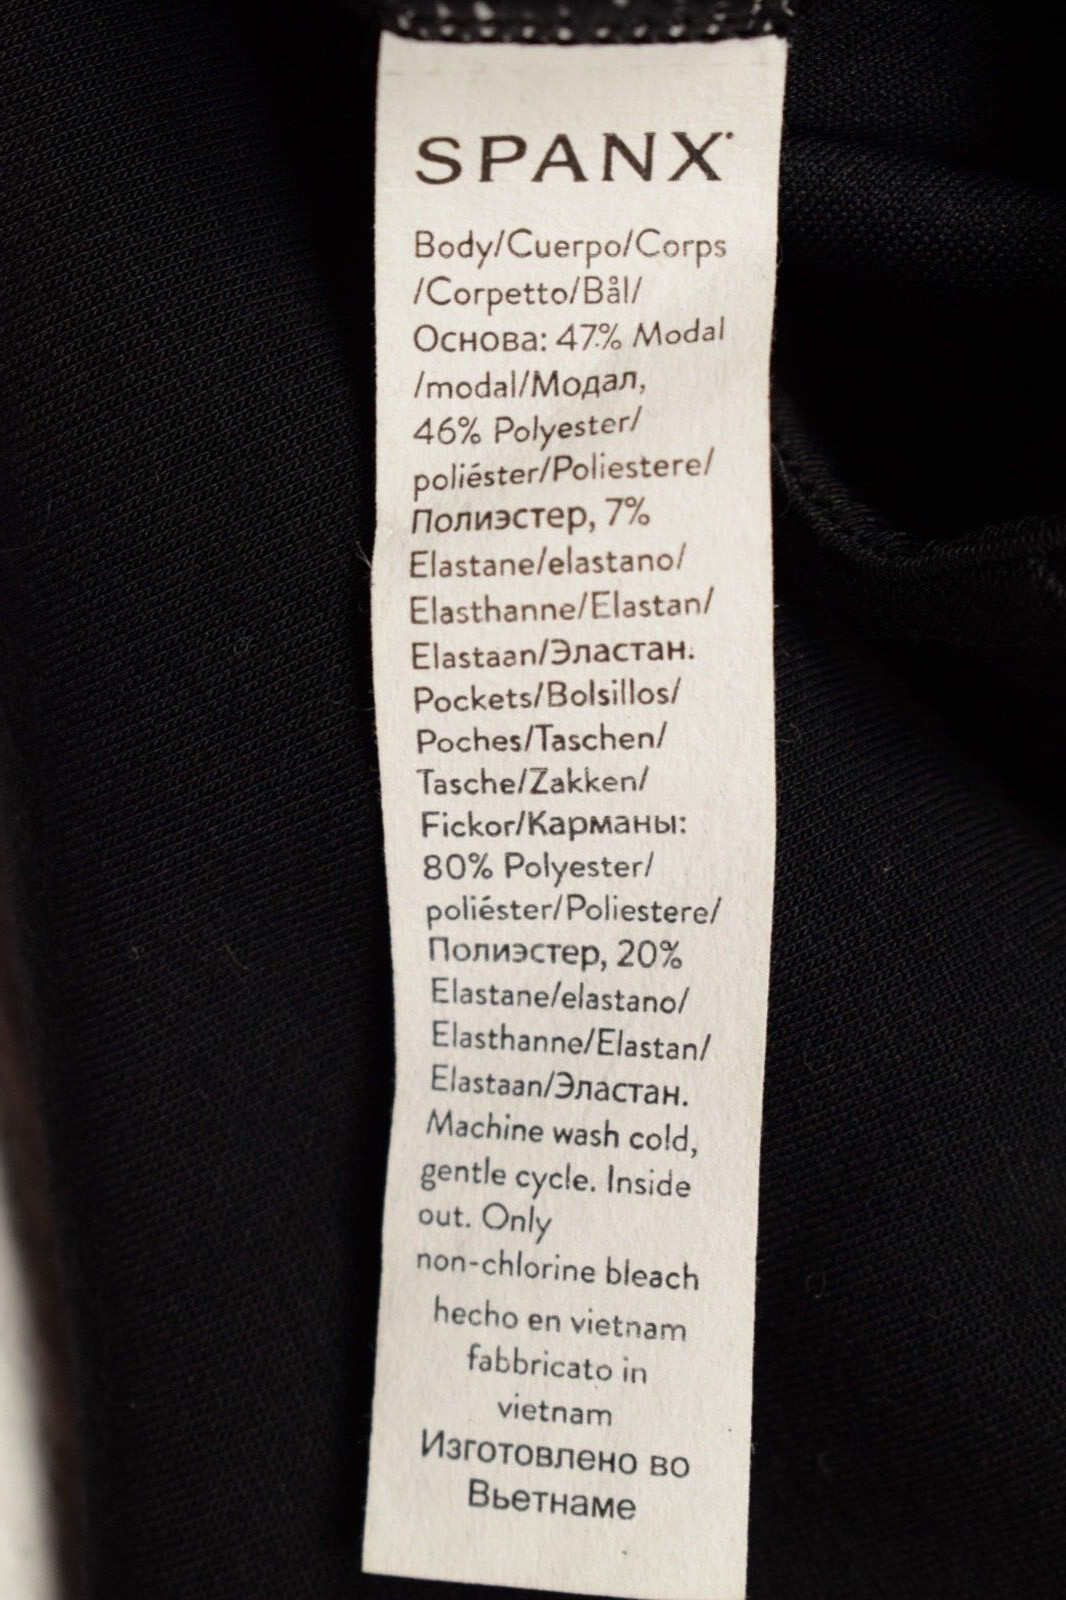 SPANX
Body/Cuerpo/Corps
/Corpetto/Bål/
Основа: 47% Modal
/modal/Модал,
46% Polyester/
poliéster/Poliestere/
Полиэстер, 7%
Elastane/elastano/
Elasthanne/Elastan/
Elastaan/Эластан.
Pockets/Bolsillos/
Poches/Taschen/
Tasche/Zakken/
Fickor/Карманы:
80% Polyester/
poliéster/Poliestere/
Полиэстер, 20%
Elastane/elastano/
Elasthanne/Elastan/
Elastaan/Эластан.
Machine wash cold,
gentle cycle. Inside
out. Only
non-chlorine bleach
hecho en vietnam
fabbricato in
vietnam
Изготовлено во
Вьетнаме